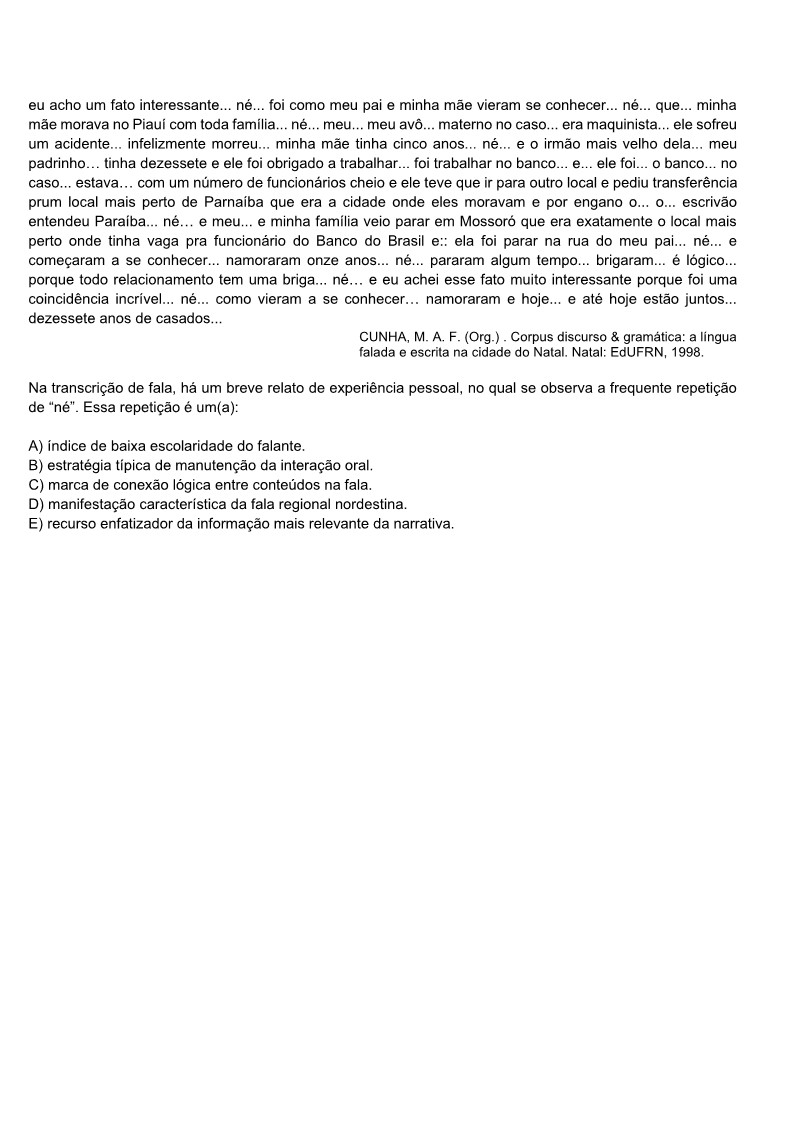 eu acho um fato interessante... né... foi como meu pai e minha mãe vieram se conhecer... né... que... minha
mãe morava no Piauí com toda família... né... meu... meu avô... materno no caso... era maquinista... ele sofreu
um acidente... infelizmente morreu... minha mãe tinha cinco anos... né... e o irmão mais velho dela... meu
padrinho… tinha dezessete e ele foi obrigado a trabalhar... foi trabalhar no banco... e... ele foi... o banco... no
caso... estava… com um número de funcionários cheio e ele teve que ir para outro local e pediu transferência
prum local mais perto de Parnaíba que era a cidade onde eles moravam e por engano o... o... escrivão
entendeu Paraíba... né… e meu... e minha família veio parar em Mossoró que era exatamente o local mais
perto onde tinha vaga pra funcionário do Banco do Brasil e:: ela foi parar na rua do meu pai... né... e
começaram a se conhecer... namoraram onze anos... né... pararam algum tempo... brigaram... é lógico...
porque todo relacionamento tem uma briga... né… e eu achei esse fato muito interessante porque foi uma
coincidência incrível... né... como vieram a se conhecer… namoraram e hoje... e até hoje estão juntos...
dezessete anos de casados...
CUNHA, M. A. F. (Org.) . Corpus discurso & gramática: a língua
falada e escrita na cidade do Natal. Natal: EdUFRN, 1998.
Na transcrição de fala, há um breve relato de experiência pessoal, no qual se observa a frequente repetição
de “né”. Essa repetição é um(a):
A) índice de baixa escolaridade do falante.
B) estratégia típica de manutenção da interação oral.
C) marca de conexão lógica entre conteúdos na fala.
D) manifestação característica da fala regional nordestina.
E) recurso enfatizador da informação mais relevante da narrativa.